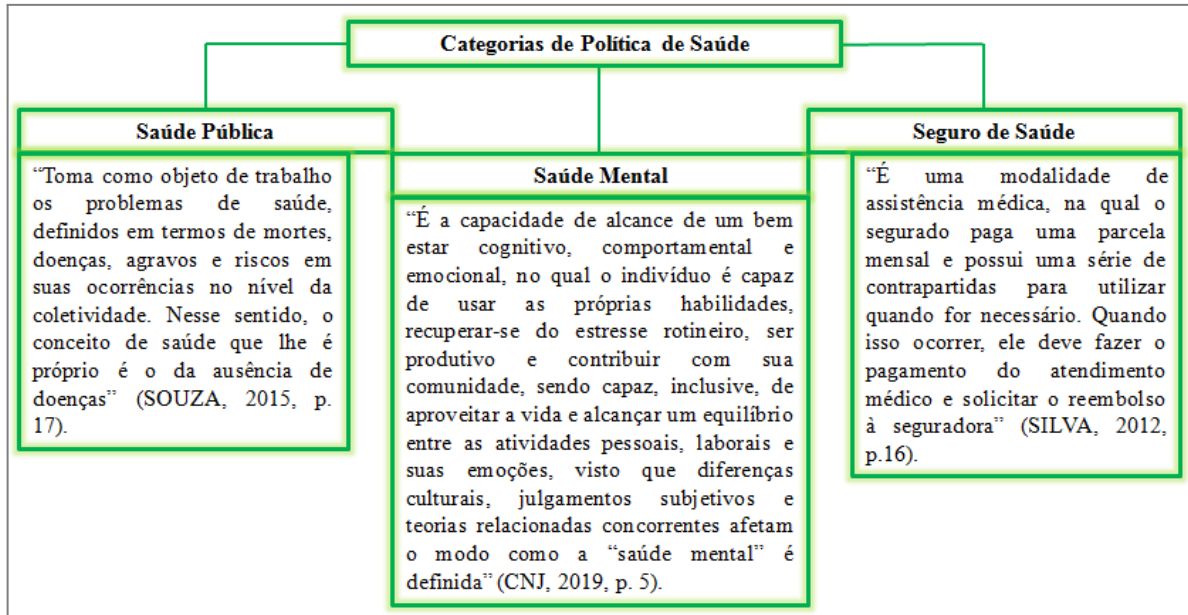 Categorias de Política de Saúde
Saúde Pública
“Toma como objeto de trabalho
os problemas de saúde,
definidos em termos de mortes,
doenças, agravos e riscos em
suas ocorrências no nível da
coletividade. Nesse sentido, o
conceito de saúde que lhe é
próprio é o da ausência de
doenças” (SOUZA, 2015, p.
17).
Saúde Mental
“É a capacidade de alcance de um bem
estar cognitivo, comportamental e
emocional, no qual o indivíduo é capaz
de usar as próprias habilidades,
recuperar-se do estresse rotineiro, ser
produtivo e contribuir com sua
comunidade, sendo capaz, inclusive, de
aproveitar a vida e alcançar um equilíbrio
entre as atividades pessoais, laborais e
suas emoções, visto que diferenças
culturais, julgamentos subjetivos e
teorias relacionadas concorrentes afetam
o modo como a “saúde mental” é
definida” (CNJ, 2019, p. 5).
Seguro de Saúde
“É uma modalidade de
assistência médica, na qual o
segurado paga uma parcela
mensal e possui uma série de
contrapartidas para utilizar
quando for necessário. Quando
isso ocorrer, ele deve fazer o
pagamento do atendimento
médico e solicitar o reembolso
à seguradora” (SILVA, 2012,
p.16).